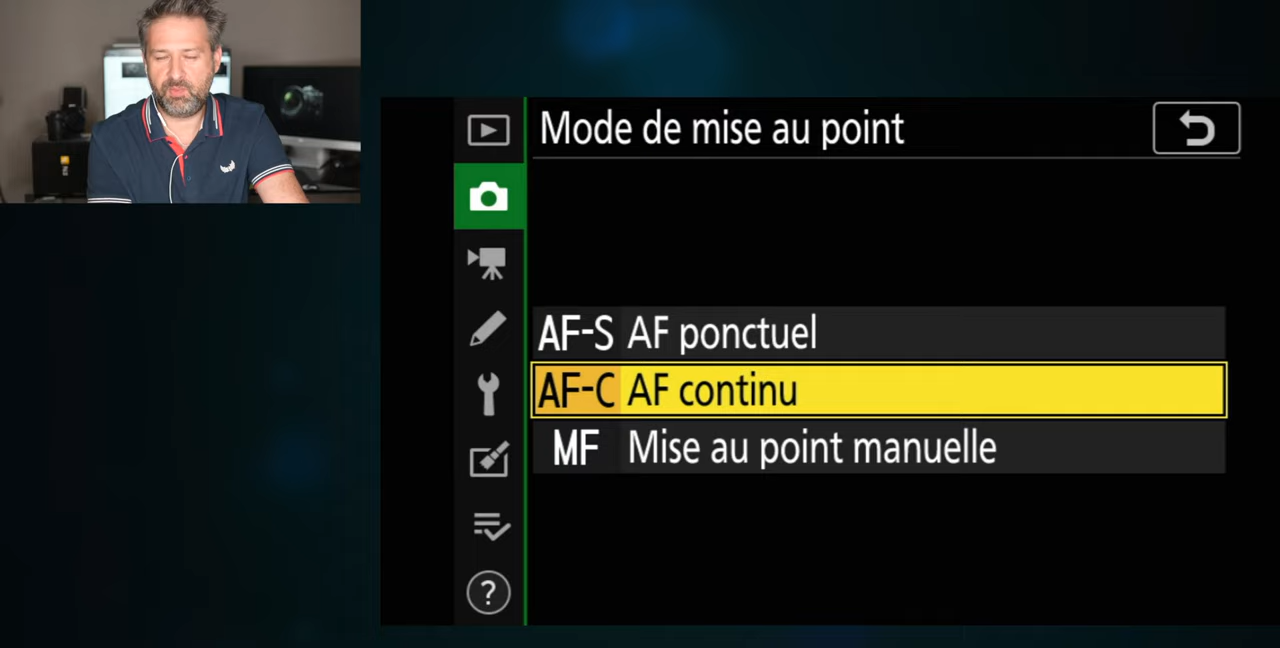 Mode de mise au point
AF-S AF ponctuel
AF-C AF continu
MF Mise au point manuelle
?